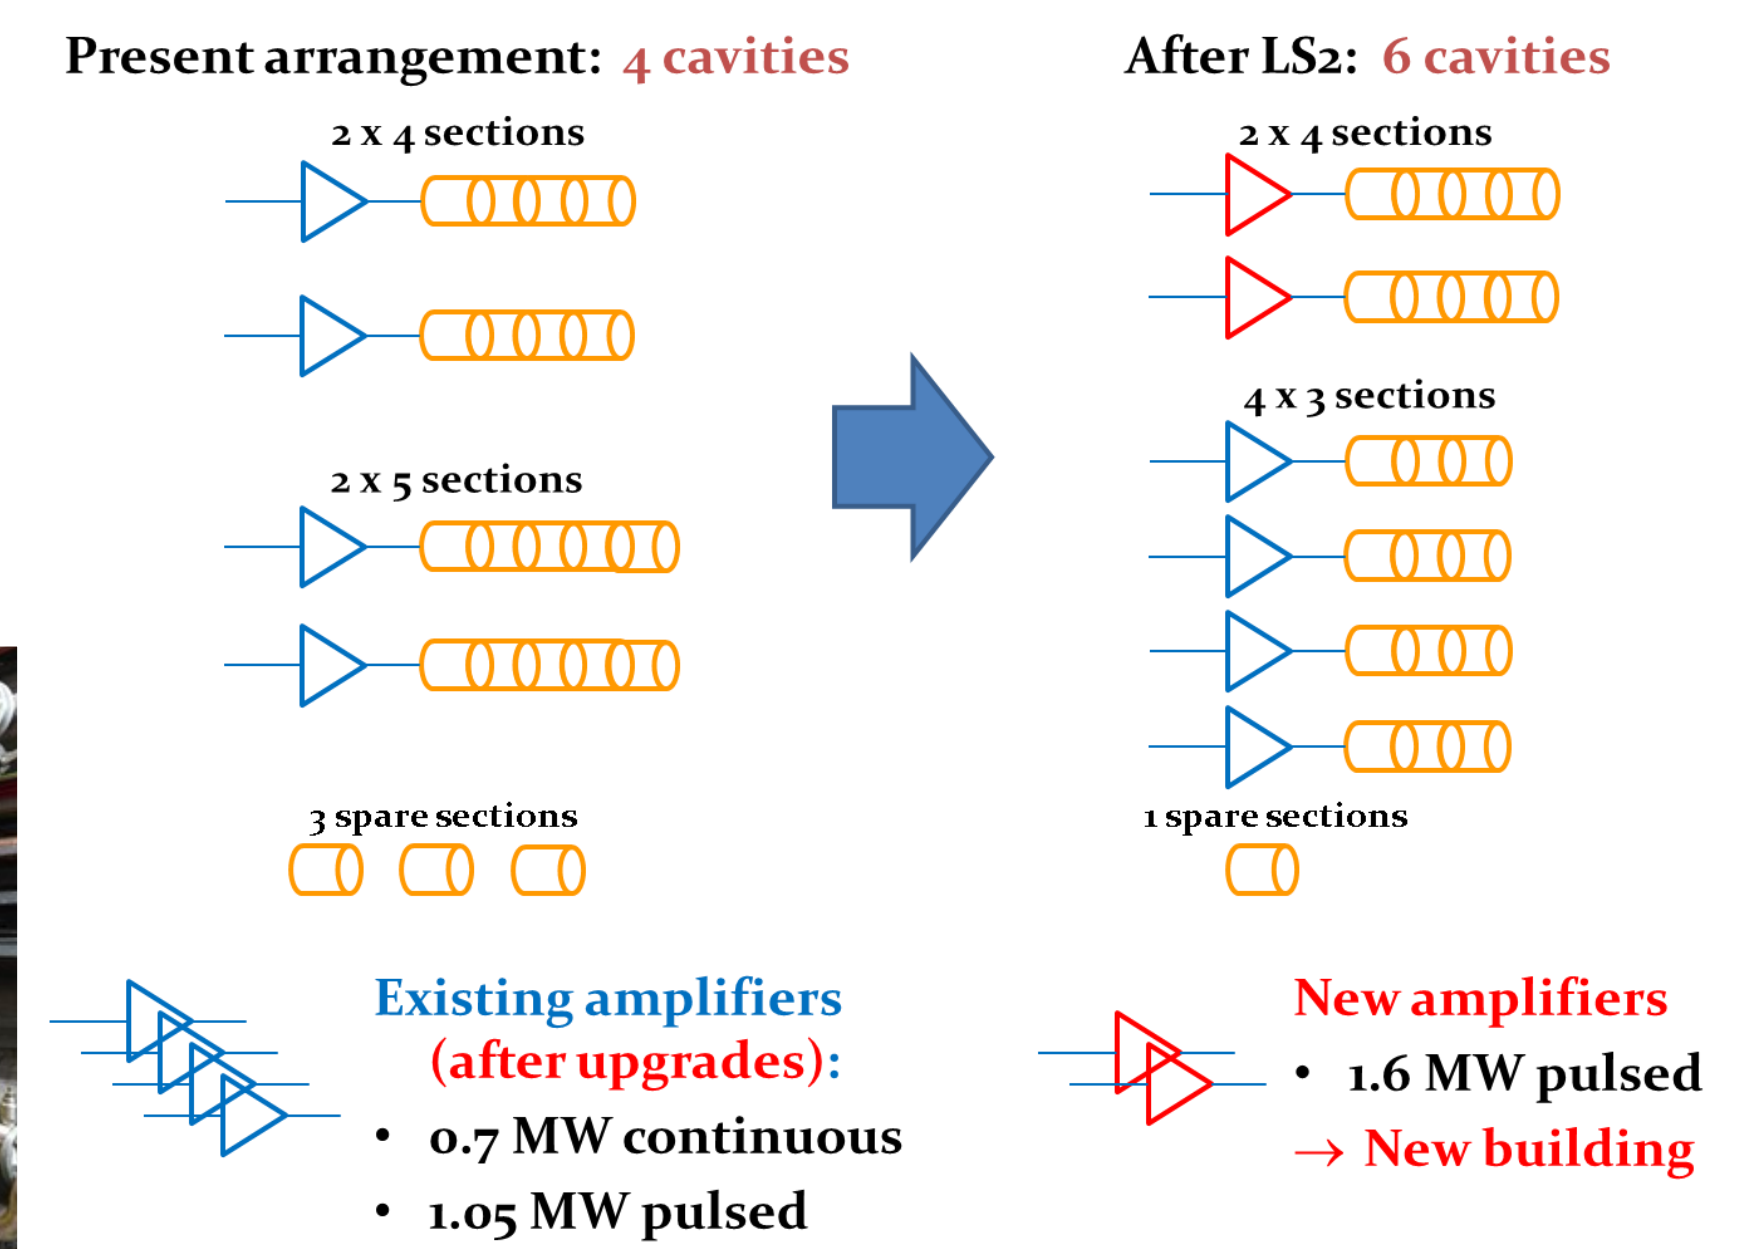 Present arrangement: 4 cavities
2 x 4 sections
2 x 5 sections
3 spare sections
Existing amplifiers
(after upgrades):
• 0.7 MW continuous
• 1.05 MW pulsed
After LS2: 6 cavities
2 x 4 sections
4 x 3 sections
1 spare sections
New amplifiers
• 1.6 MW pulsed
→ New building